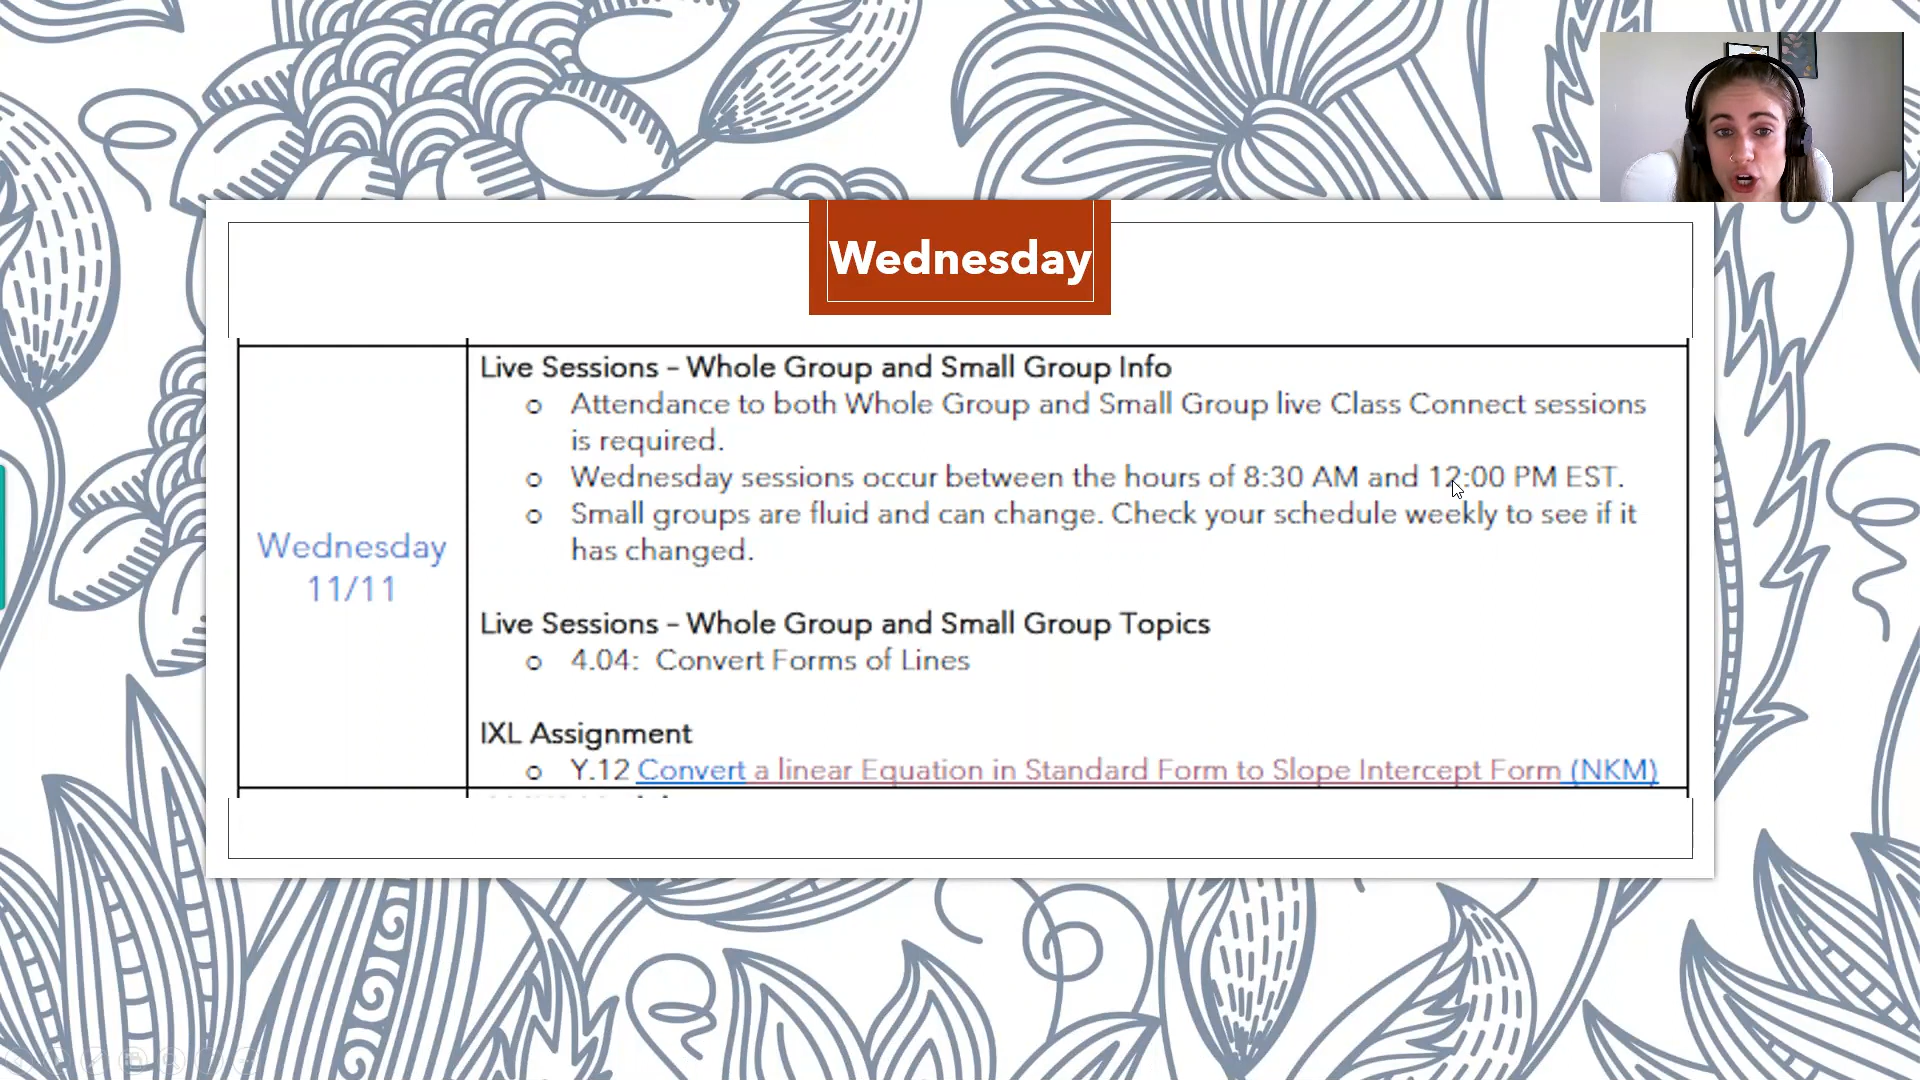 Wednesday
Live Sessions – Whole Group and Small Group Info
o Attendance to both Whole Group and Small Group live Class Connect sessions
is required.
o Wednesday sessions occur between the hours of 8:30 AM and 12:00 PM EST.
o Small groups are fluid and can change. Check your schedule weekly to see if it
has changed.
Wednesday
11/11
Live Sessions – Whole Group and Small Group Topics
o 4.04: Convert Forms of Lines
IXL Assignment
o Y.12 Convert a linear Equation in Standard Form to Slope Intercept Form (NKM)